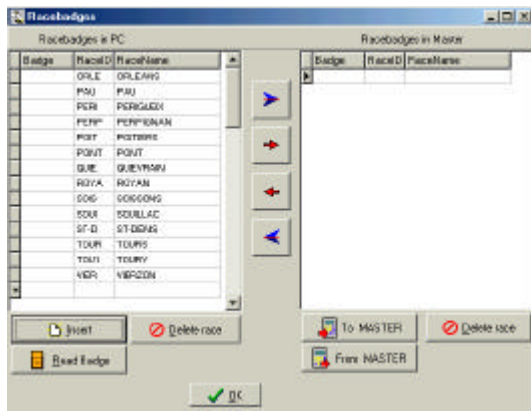 Racebadges
Racebadges in PC
Racebadges in Master
Badge RaceID RaceName
Badge RaceID RaceName
ORLE ORLEANS
PAU PAU
PERI PERIGUEIX
PERP PERPIGNAN
POIT POITIERS
PONT PONT
QUIE QUIEVRAIN
ROYA ROYAN
SOIS SOISSONS
SOUI SOUILLAC
ST-D ST-DENIS
TOUR TOURS
TOU1 TOURY
VIER VIERZON
Insert
Delete race
To MASTER
Delete race
Read Badge
From MASTER
OK